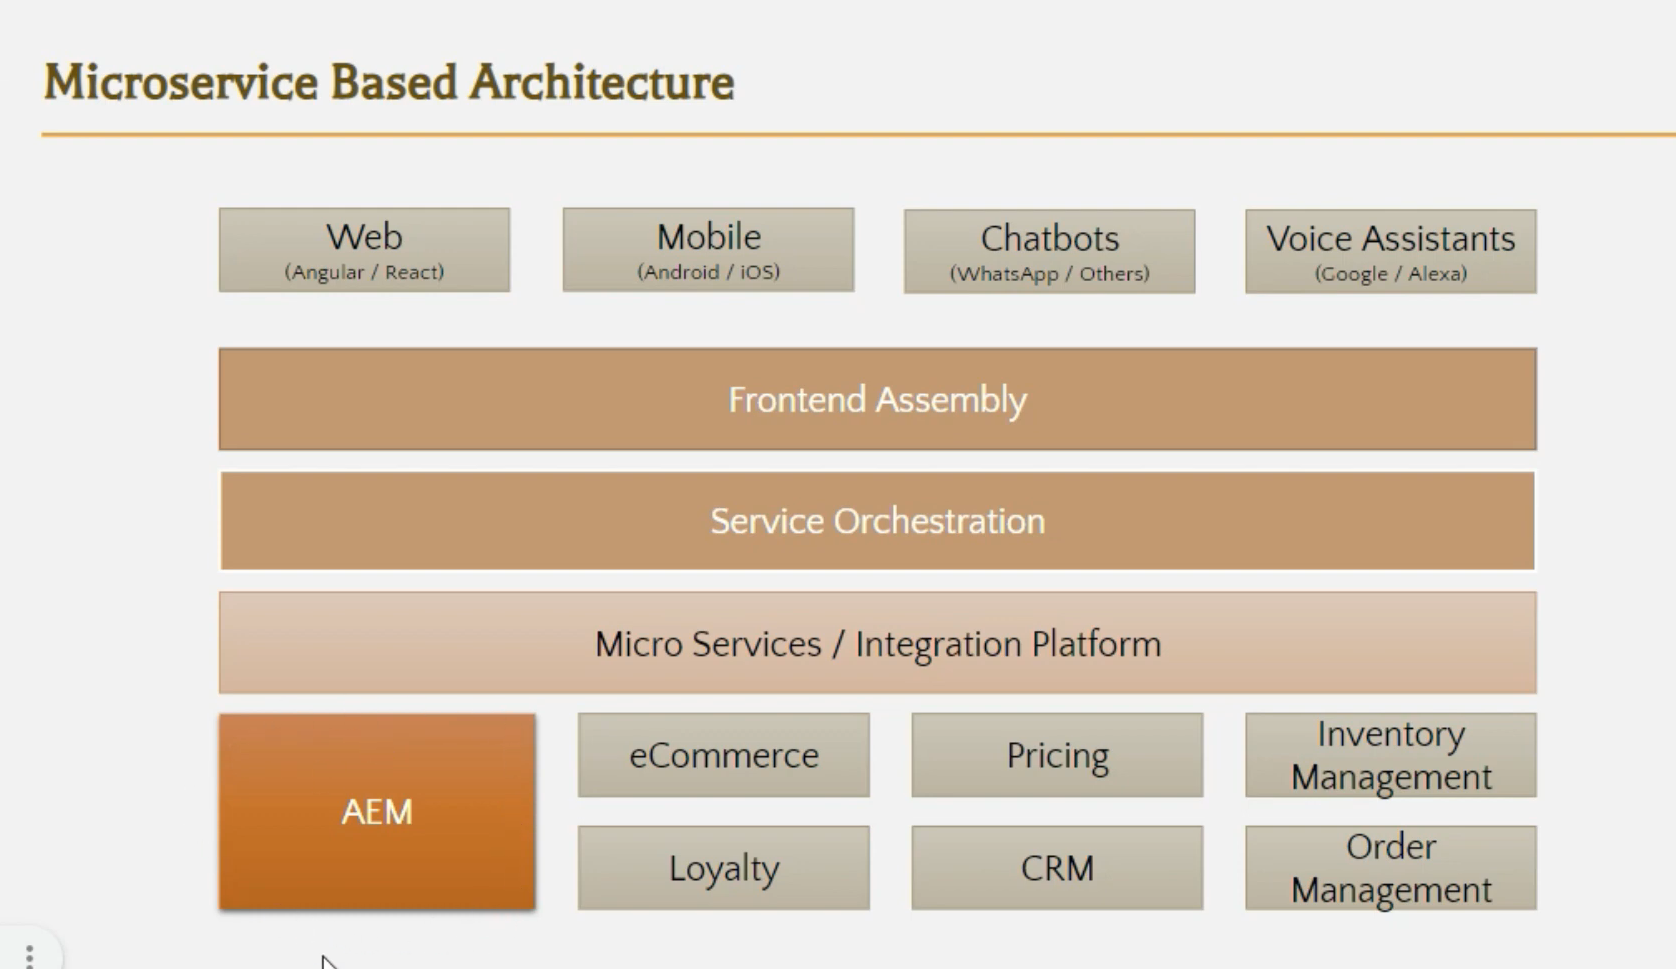 Microservice Based Architecture
Web
(Angular / React)
Mobile
(Android / iOS)
Chatbots
(WhatsApp / Others)
Voice Assistants
(Google / Alexa)
Frontend Assembly
Service Orchestration
Micro Services / Integration Platform
AEM
eCommerce
Pricing
Inventory
Management
Loyalty
CRM
Order
Management